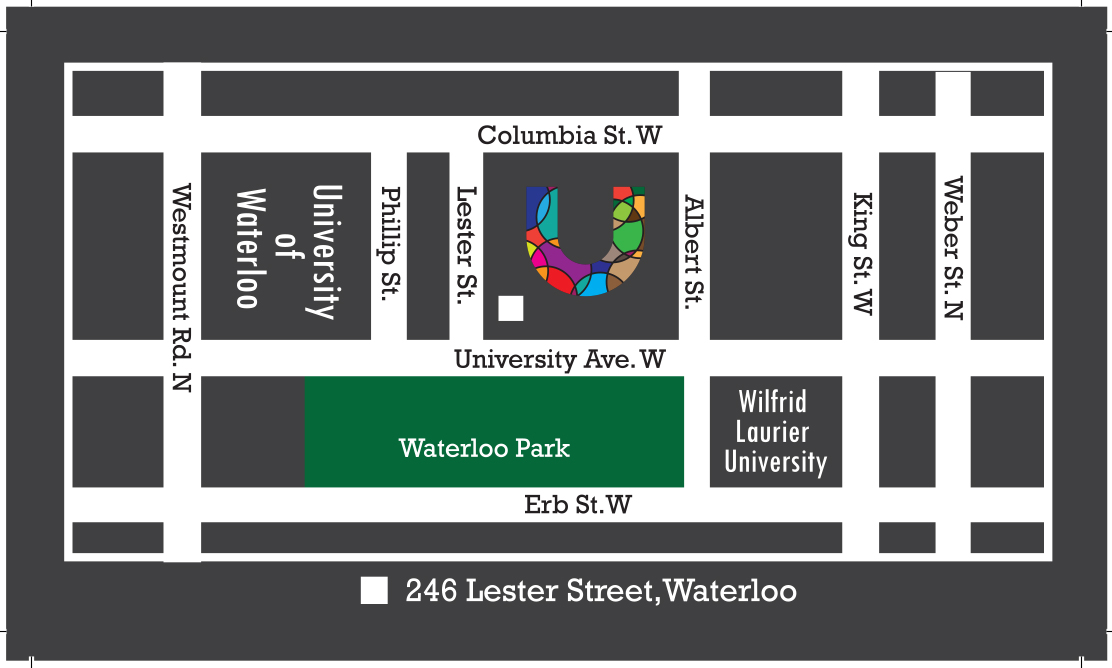 Columbia St. W
Westmount Rd. N
University
of
Waterloo
Phillip St.
Lester St.
U
Albert St.
King St. W
Weber St. N
University Ave. W
Waterloo Park
Wilfrid
Laurier
University
Erb St. W
246 Lester Street, Waterloo